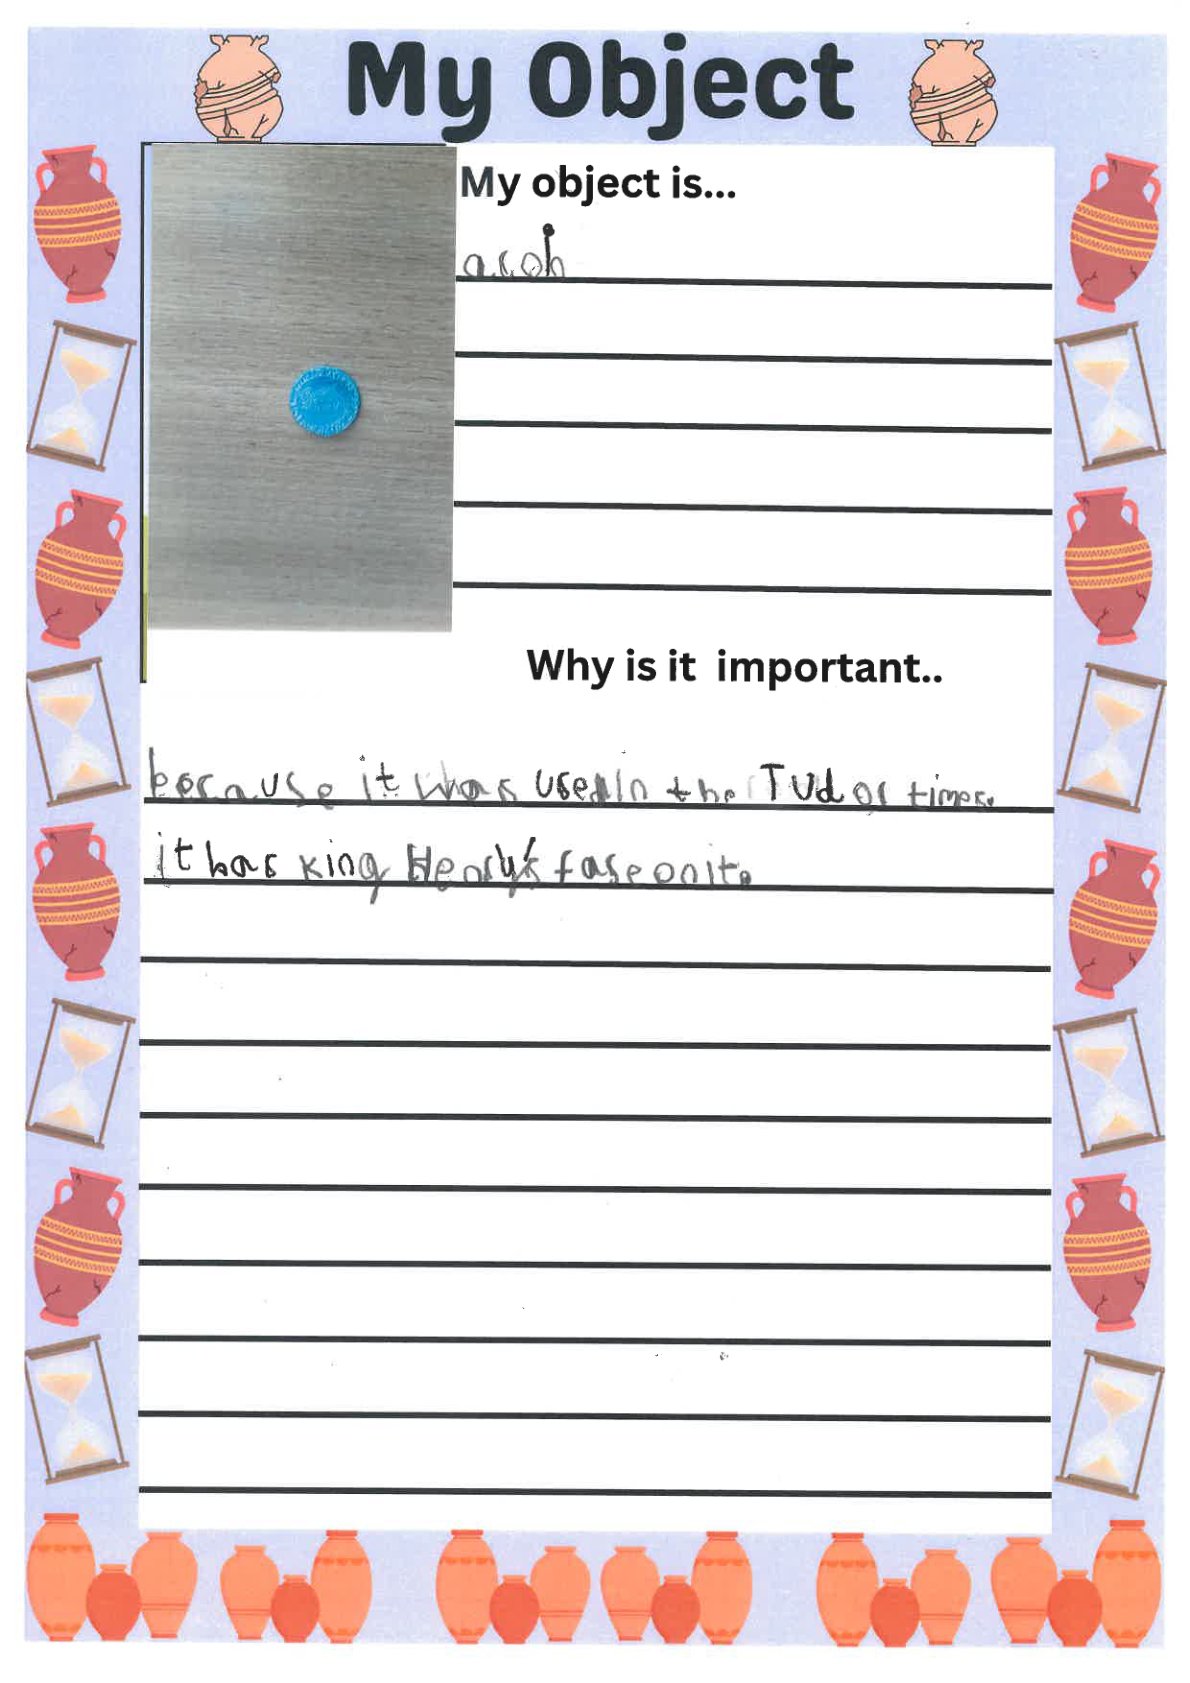 My Object
My object is...
a coin
Why is it important..
because it was used in the Tudor times.
it has king Henry's fase on it.